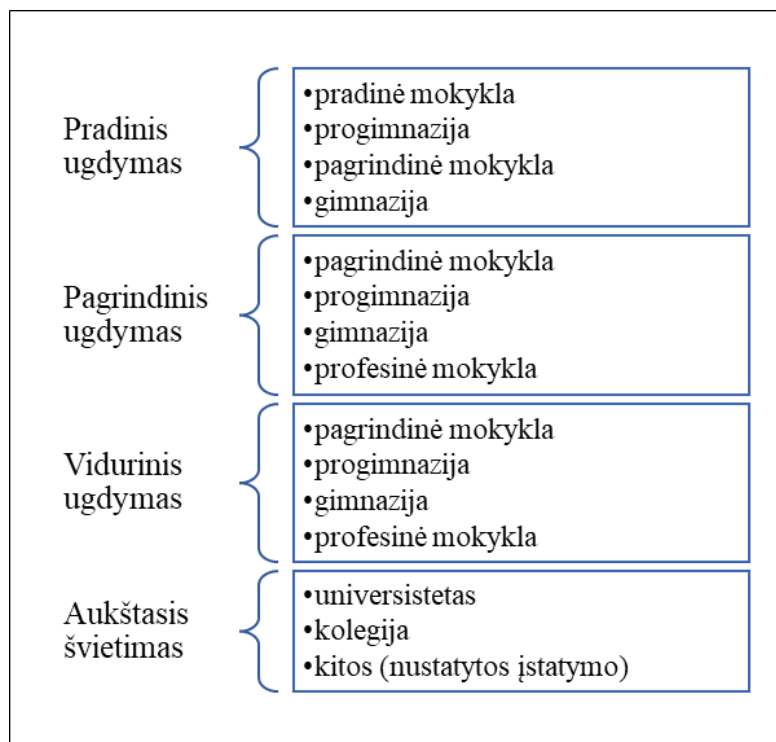 Pradinis
ugdymas
•pradinė mokykla
•progimnazija
•pagrindinė mokykla
•gimnazija
Pagrindinis
ugdymas
•pagrindinė mokykla
•progimnazija
•gimnazija
•profesinė mokykla
Vidurinis
ugdymas
•pagrindinė mokykla
•progimnazija
•gimnazija
•profesinė mokykla
Aukštasis
švietimas
•universistetas
•kolegija
•kitos (nustatytos įstatymo)